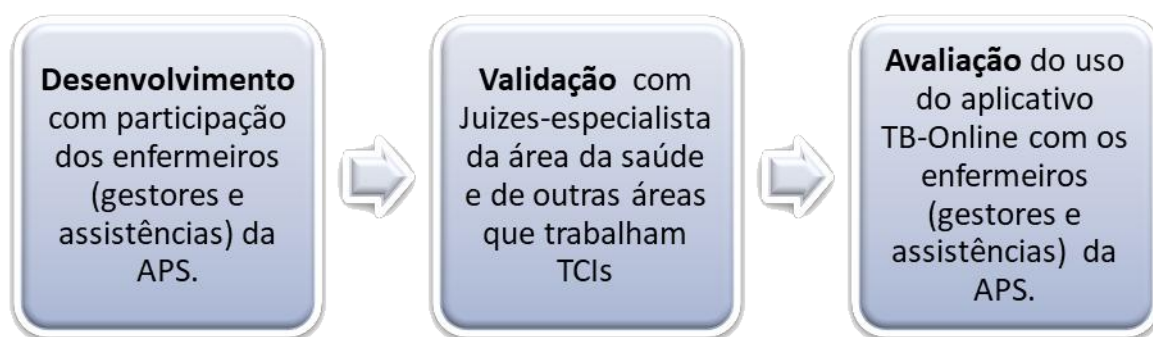 Desenvolvimento
com participação
dos enfermeiros
(gestores e
assistências) da
APS.
Validação com
Juizes-especialista
da área da saúde
e de outras áreas
que trabalham
TCIs
Avaliação do uso
do aplicativo
TB-Online com os
enfermeiros
(gestores e
assistências) da
APS.